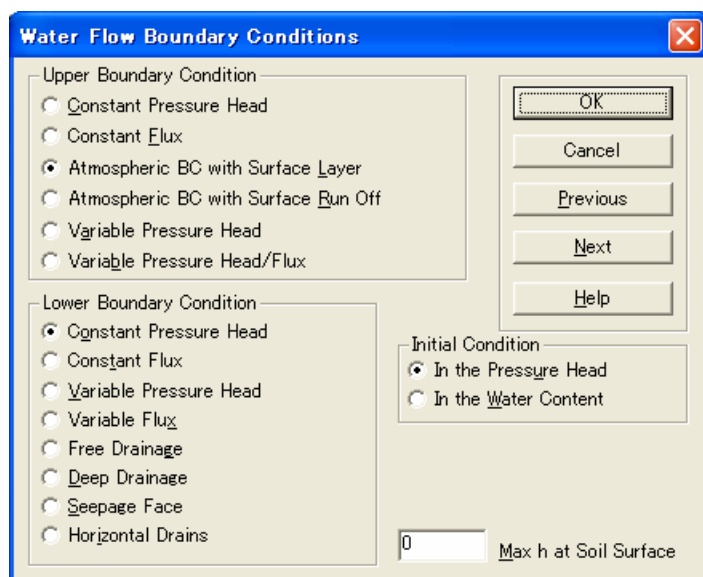 Water Flow Boundary Conditions
Upper Boundary Condition
Constant Pressure Head
Constant Flux
Atmospheric BC with Surface Layer
Atmospheric BC with Surface Run Off
Variable Pressure Head
Variable Pressure Head/Flux
OK
Cancel
Previous
Next
Help
Lower Boundary Condition
Constant Pressure Head
Constant Flux
Variable Pressure Head
Variable Flux
Free Drainage
Deep Drainage
Seepage Face
Horizontal Drains
Initial Condition
In the Pressure Head
In the Water Content
0 Max h at Soil Surface